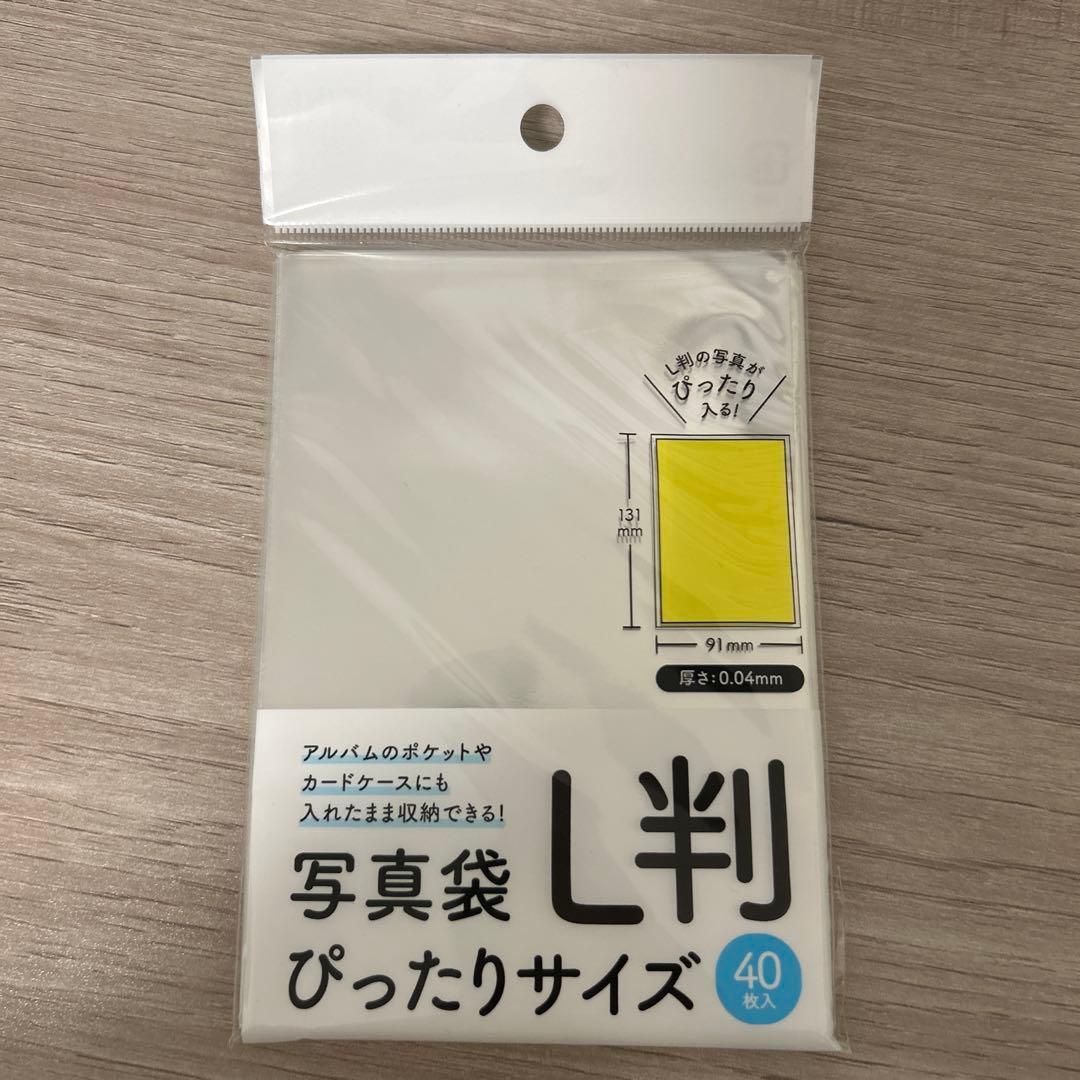 L判の写真が
ぴったり
入る!
131
mm
91mm
厚さ:0.04mm
アルバムのポケットや
カードケースにも
入れたまま収納できる!
写真袋
L判
ぴったりサイズ
40
枚入